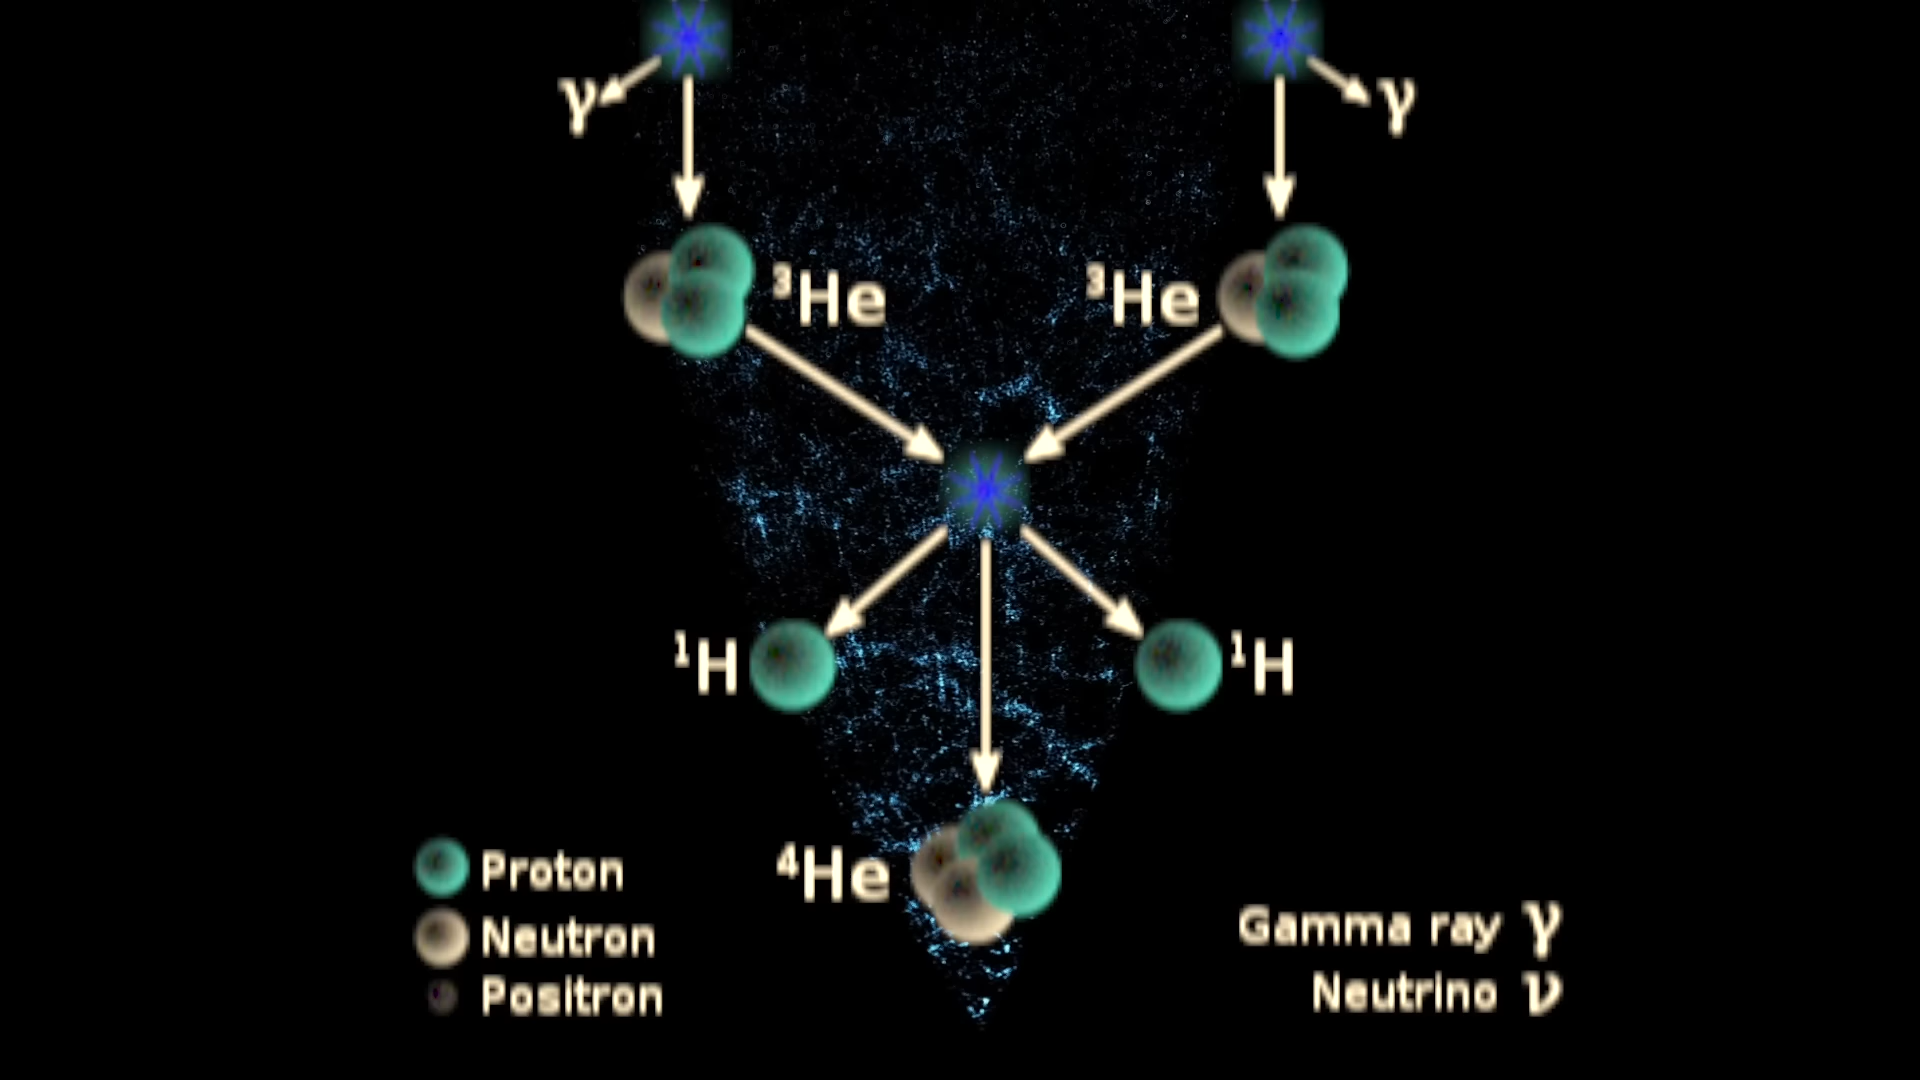 γ γ
³He ³He
¹H ¹H
⁴He
Proton
Neutron
Positron
Gamma ray γ
Neutrino ν